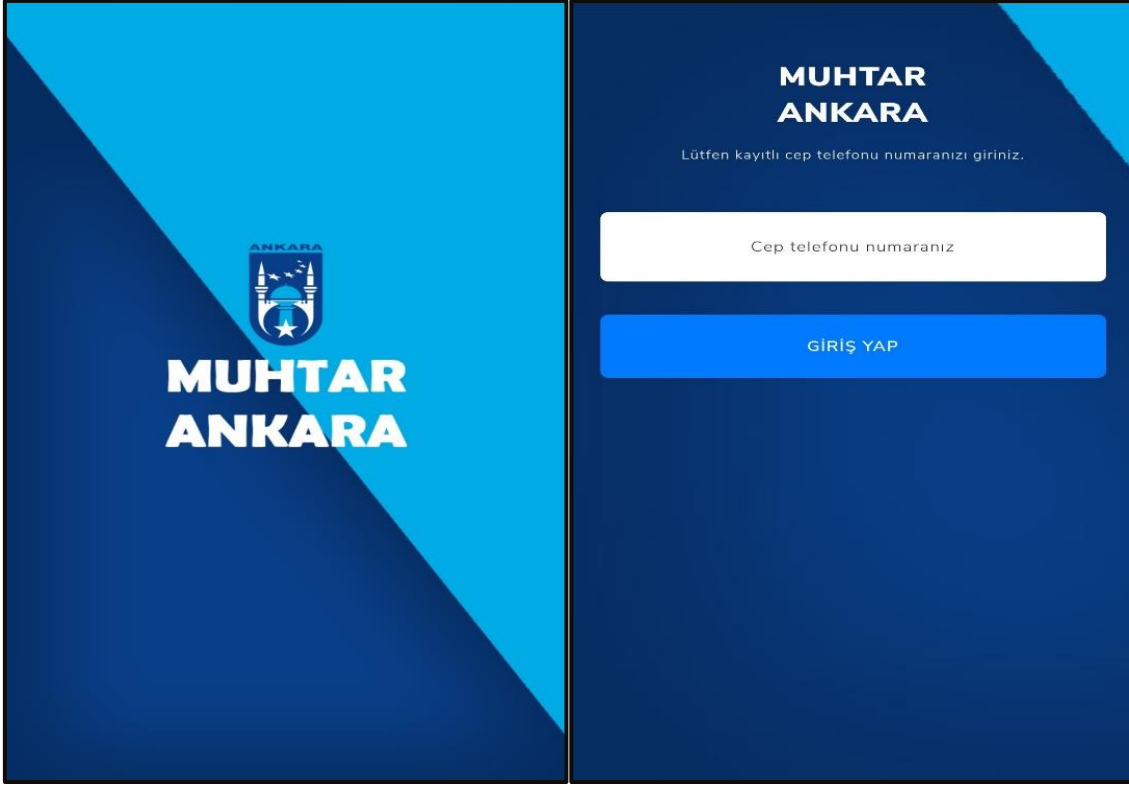 ANKARA
MUHTAR
ANKARA
MUHTAR
ANKARA
Lütfen kayıtlı cep telefonu numaranızı giriniz.
Cep telefonu numaranız
GİRİŞ YAP